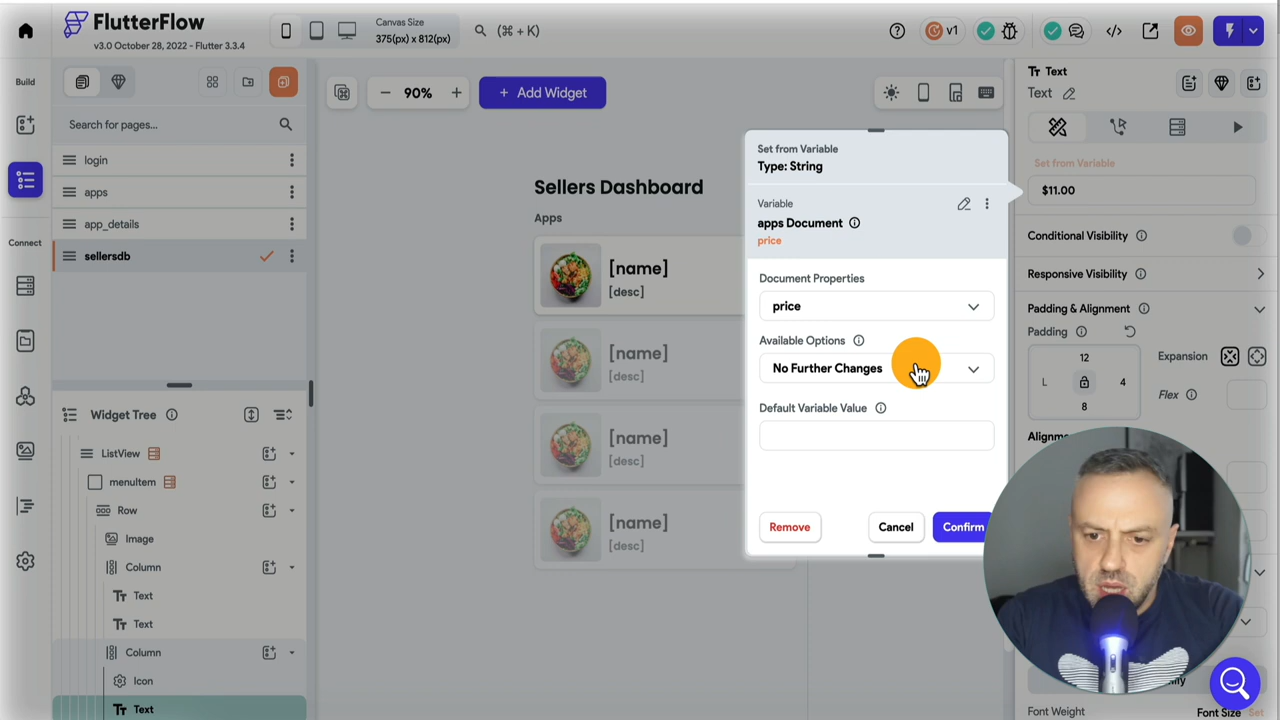 FlutterFlow
v3.0 October 28, 2022 - Flutter 3.3.4
Canvas Size
375(px) x 812(px)
(⌘ + K)
v1
Build
Search for pages...
login
apps
app_details
sellersdb
Connect
90%
+ Add Widget
Sellers Dashboard
Apps
[name]
[desc]
[name]
[desc]
[name]
[desc]
[name]
[desc]
Set from Variable
Type: String
Variable
apps Document
price
Document Properties
price
Available Options
No Further Changes
Default Variable Value
Remove
Cancel
Confirm
Widget Tree
ListView
menuItem
Row
Image
Column
Text
Text
Column
Icon
Text
Text
Text
Set from Variable
$11.00
Conditional Visibility
Responsive Visibility
Padding & Alignment
Padding
Expansion
12
L
4
8
Flex
Font Weight
Font Size
Set